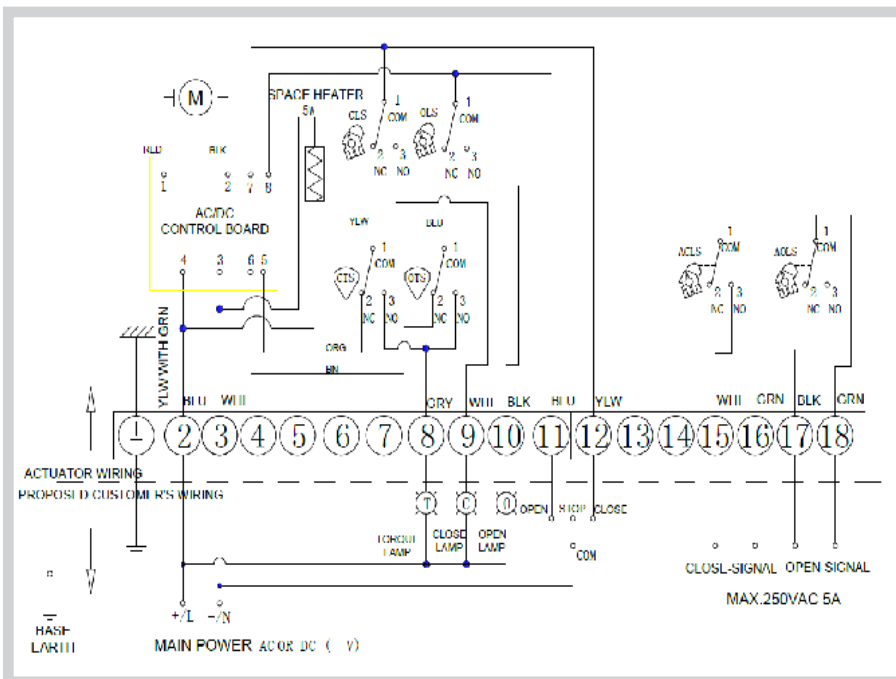 M
SPACE HEATER
5W
CLS
1
COM
2
3
NC
NO
OLS
1
COM
2
3
NC
NO
RED
BLK
1
2
7
8
AC/DC
CONTROL BOARD
4
3
6
5
YLW
BLU
CTS
1
COM
2
3
NC
NO
OTS
1
COM
2
3
NC
NO
ACLS
1
COM
2
3
NC
NO
AOLS
1
COM
2
3
NC
NO
ORG
BN
YLW WITH GRN
BLU
WHI
GRY
WHI
BLK
BLU
YLW
WHI
GRN
BLK
GRN
2
3
4
5
6
7
8
9
10
11
12
13
14
15
16
17
18
ACTUATOR WIRING
PROPOSED CUSTOMER'S WIRING
T
C
O
OPEN
STOP
CLOSE
TORQUE LAMP
CLOSE LAMP
OPEN LAMP
COM
CLOSE-SIGNAL
OPEN SIGNAL
MAX.250VAC 5A
+/L
-/N
BASE
EARTH
MAIN POWER AC OR DC ( V)